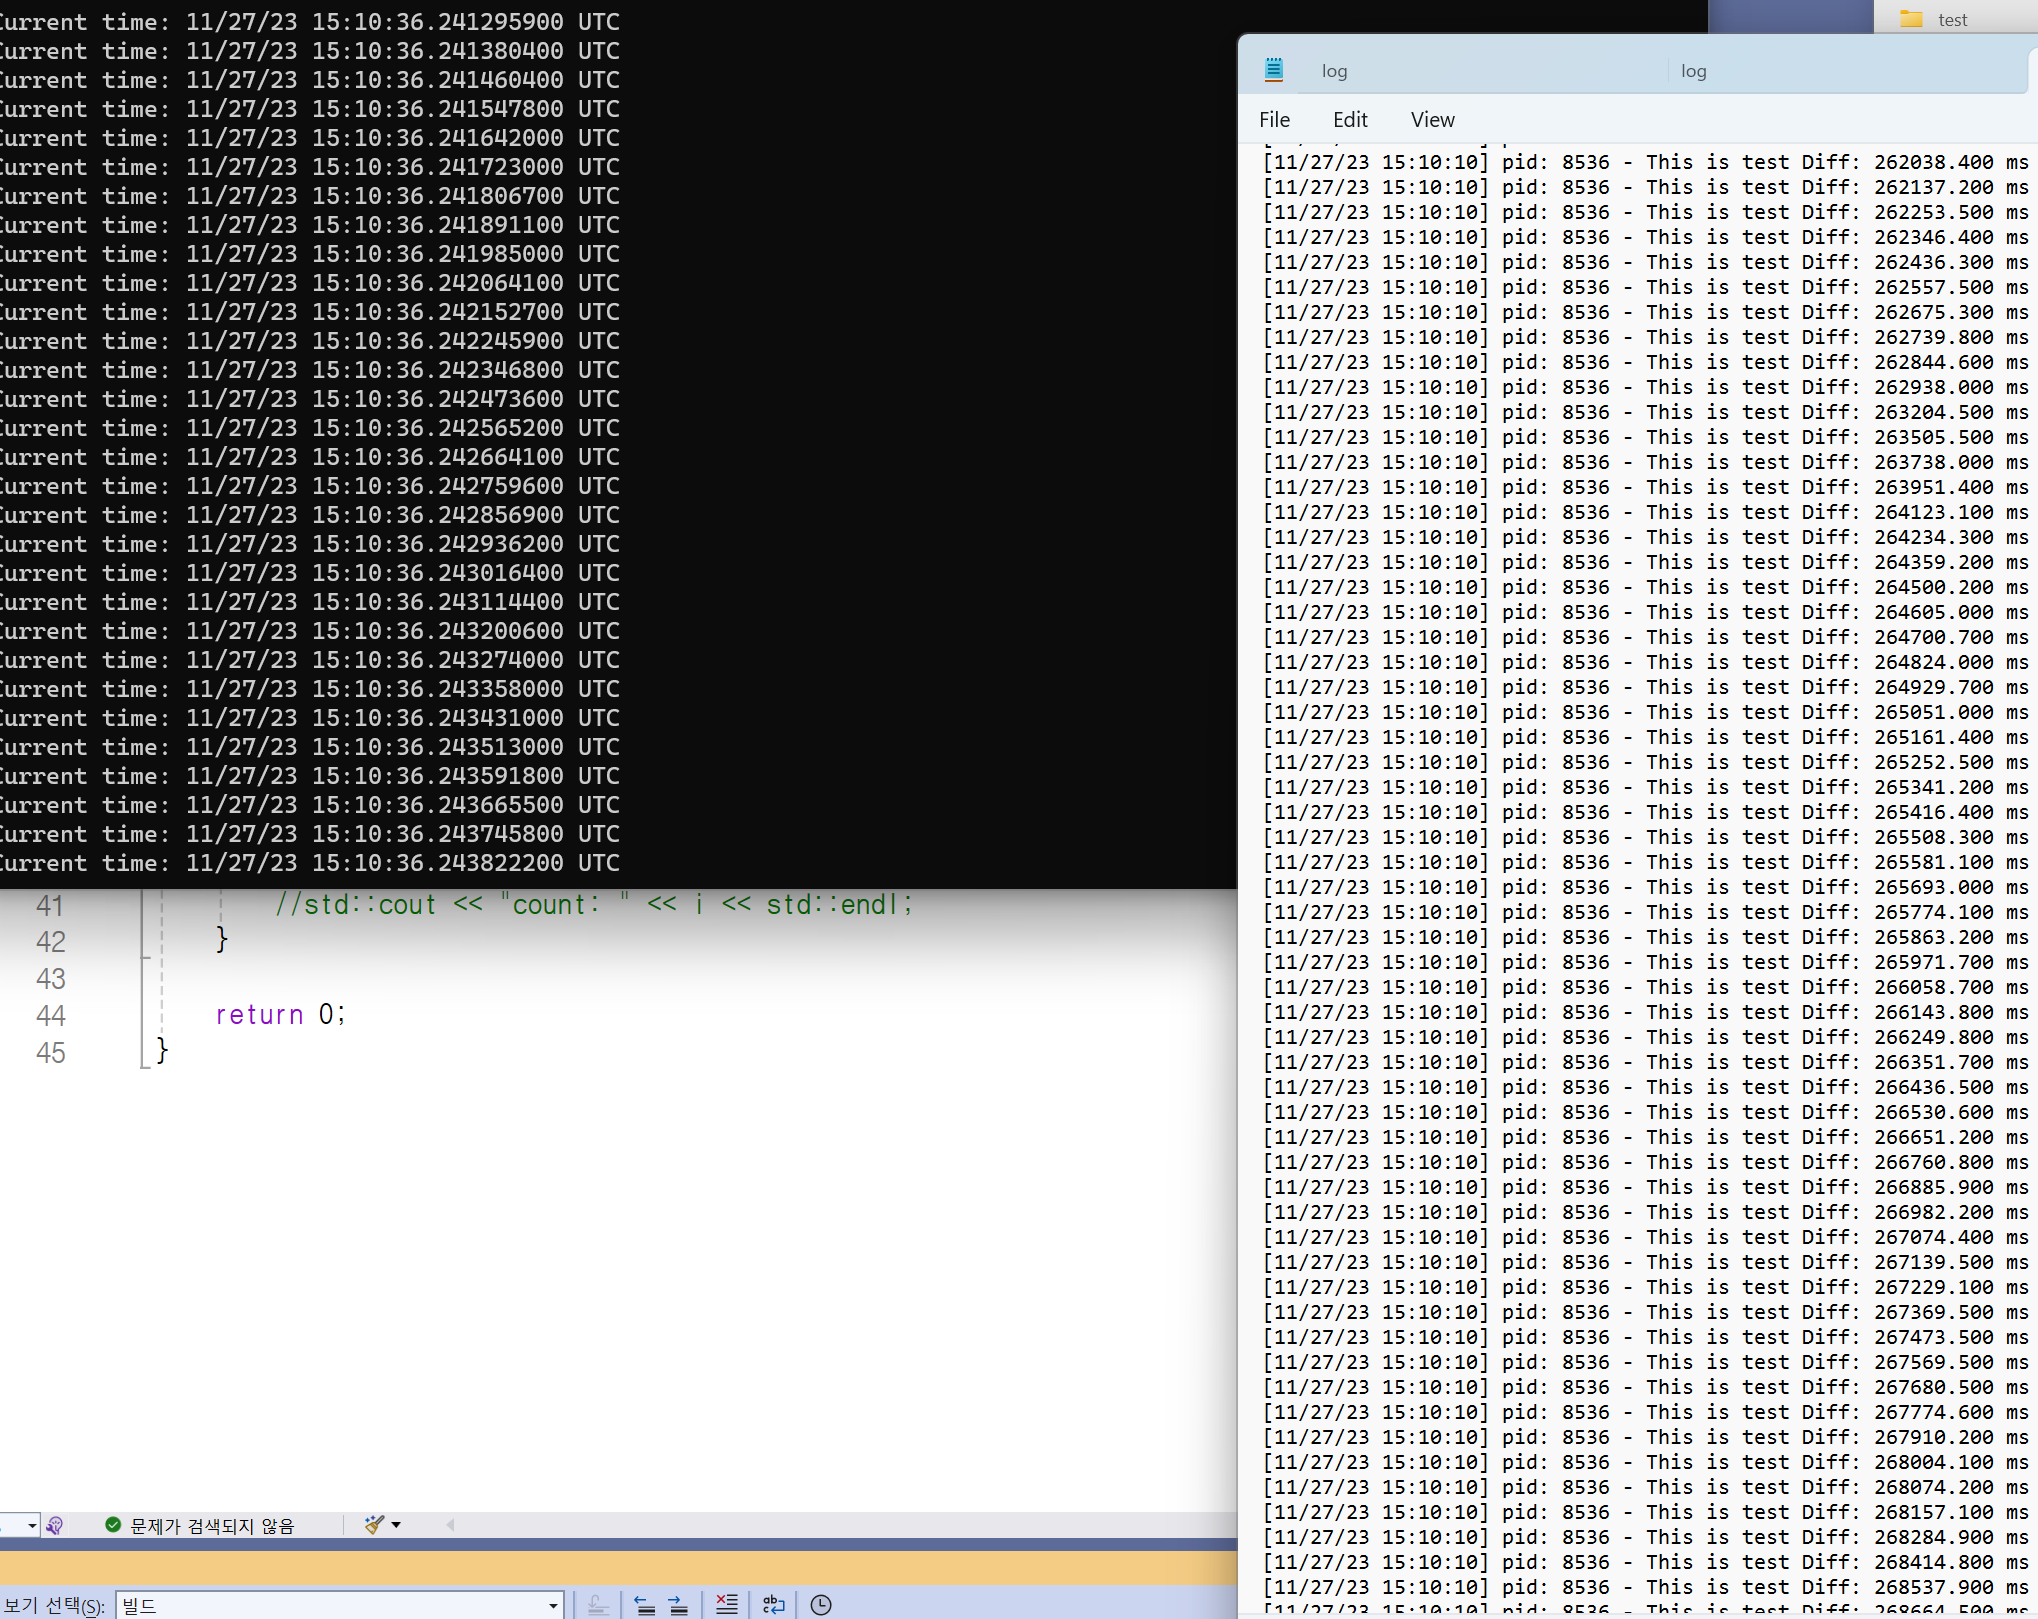 Current time: 11/27/23 15:10:36.241295900 UTC
Current time: 11/27/23 15:10:36.241380400 UTC
Current time: 11/27/23 15:10:36.241460400 UTC
Current time: 11/27/23 15:10:36.241547800 UTC
Current time: 11/27/23 15:10:36.241642000 UTC
Current time: 11/27/23 15:10:36.241723000 UTC
Current time: 11/27/23 15:10:36.241806700 UTC
Current time: 11/27/23 15:10:36.241891100 UTC
Current time: 11/27/23 15:10:36.241985000 UTC
Current time: 11/27/23 15:10:36.242064100 UTC
Current time: 11/27/23 15:10:36.242152700 UTC
Current time: 11/27/23 15:10:36.242245900 UTC
Current time: 11/27/23 15:10:36.242346800 UTC
Current time: 11/27/23 15:10:36.242473600 UTC
Current time: 11/27/23 15:10:36.242565200 UTC
Current time: 11/27/23 15:10:36.242664100 UTC
Current time: 11/27/23 15:10:36.242759600 UTC
Current time: 11/27/23 15:10:36.242856900 UTC
Current time: 11/27/23 15:10:36.242936200 UTC
Current time: 11/27/23 15:10:36.243016400 UTC
Current time: 11/27/23 15:10:36.243114400 UTC
Current time: 11/27/23 15:10:36.243200600 UTC
Current time: 11/27/23 15:10:36.243274000 UTC
Current time: 11/27/23 15:10:36.243358000 UTC
Current time: 11/27/23 15:10:36.243431000 UTC
Current time: 11/27/23 15:10:36.243513000 UTC
Current time: 11/27/23 15:10:36.243591800 UTC
Current time: 11/27/23 15:10:36.243665500 UTC
Current time: 11/27/23 15:10:36.243745800 UTC
Current time: 11/27/23 15:10:36.243822200 UTC
41 //std::cout << "count: " << i << std::endl;
42 }
43
44 return 0;
45 }
문제가 검색되지 않음
보기 선택(S): 빌드
test
log log
File Edit View
[11/27/23 15:10:10] pid: 8536 - This is test Diff: 262038.400 ms
[11/27/23 15:10:10] pid: 8536 - This is test Diff: 262137.200 ms
[11/27/23 15:10:10] pid: 8536 - This is test Diff: 262253.500 ms
[11/27/23 15:10:10] pid: 8536 - This is test Diff: 262346.400 ms
[11/27/23 15:10:10] pid: 8536 - This is test Diff: 262436.300 ms
[11/27/23 15:10:10] pid: 8536 - This is test Diff: 262557.500 ms
[11/27/23 15:10:10] pid: 8536 - This is test Diff: 262675.300 ms
[11/27/23 15:10:10] pid: 8536 - This is test Diff: 262739.800 ms
[11/27/23 15:10:10] pid: 8536 - This is test Diff: 262844.600 ms
[11/27/23 15:10:10] pid: 8536 - This is test Diff: 262938.000 ms
[11/27/23 15:10:10] pid: 8536 - This is test Diff: 263204.500 ms
[11/27/23 15:10:10] pid: 8536 - This is test Diff: 263505.500 ms
[11/27/23 15:10:10] pid: 8536 - This is test Diff: 263738.000 ms
[11/27/23 15:10:10] pid: 8536 - This is test Diff: 263951.400 ms
[11/27/23 15:10:10] pid: 8536 - This is test Diff: 264123.100 ms
[11/27/23 15:10:10] pid: 8536 - This is test Diff: 264234.300 ms
[11/27/23 15:10:10] pid: 8536 - This is test Diff: 264359.200 ms
[11/27/23 15:10:10] pid: 8536 - This is test Diff: 264500.200 ms
[11/27/23 15:10:10] pid: 8536 - This is test Diff: 264605.000 ms
[11/27/23 15:10:10] pid: 8536 - This is test Diff: 264700.700 ms
[11/27/23 15:10:10] pid: 8536 - This is test Diff: 264824.000 ms
[11/27/23 15:10:10] pid: 8536 - This is test Diff: 264929.700 ms
[11/27/23 15:10:10] pid: 8536 - This is test Diff: 265051.000 ms
[11/27/23 15:10:10] pid: 8536 - This is test Diff: 265161.400 ms
[11/27/23 15:10:10] pid: 8536 - This is test Diff: 265252.500 ms
[11/27/23 15:10:10] pid: 8536 - This is test Diff: 265341.200 ms
[11/27/23 15:10:10] pid: 8536 - This is test Diff: 265416.400 ms
[11/27/23 15:10:10] pid: 8536 - This is test Diff: 265508.300 ms
[11/27/23 15:10:10] pid: 8536 - This is test Diff: 265581.100 ms
[11/27/23 15:10:10] pid: 8536 - This is test Diff: 265693.000 ms
[11/27/23 15:10:10] pid: 8536 - This is test Diff: 265774.100 ms
[11/27/23 15:10:10] pid: 8536 - This is test Diff: 265863.200 ms
[11/27/23 15:10:10] pid: 8536 - This is test Diff: 265971.700 ms
[11/27/23 15:10:10] pid: 8536 - This is test Diff: 266058.700 ms
[11/27/23 15:10:10] pid: 8536 - This is test Diff: 266143.800 ms
[11/27/23 15:10:10] pid: 8536 - This is test Diff: 266249.800 ms
[11/27/23 15:10:10] pid: 8536 - This is test Diff: 266351.700 ms
[11/27/23 15:10:10] pid: 8536 - This is test Diff: 266436.500 ms
[11/27/23 15:10:10] pid: 8536 - This is test Diff: 266530.600 ms
[11/27/23 15:10:10] pid: 8536 - This is test Diff: 266651.200 ms
[11/27/23 15:10:10] pid: 8536 - This is test Diff: 266760.800 ms
[11/27/23 15:10:10] pid: 8536 - This is test Diff: 266885.900 ms
[11/27/23 15:10:10] pid: 8536 - This is test Diff: 266982.200 ms
[11/27/23 15:10:10] pid: 8536 - This is test Diff: 267074.400 ms
[11/27/23 15:10:10] pid: 8536 - This is test Diff: 267139.500 ms
[11/27/23 15:10:10] pid: 8536 - This is test Diff: 267229.100 ms
[11/27/23 15:10:10] pid: 8536 - This is test Diff: 267369.500 ms
[11/27/23 15:10:10] pid: 8536 - This is test Diff: 267473.500 ms
[11/27/23 15:10:10] pid: 8536 - This is test Diff: 267569.500 ms
[11/27/23 15:10:10] pid: 8536 - This is test Diff: 267680.500 ms
[11/27/23 15:10:10] pid: 8536 - This is test Diff: 267774.600 ms
[11/27/23 15:10:10] pid: 8536 - This is test Diff: 267910.200 ms
[11/27/23 15:10:10] pid: 8536 - This is test Diff: 268004.100 ms
[11/27/23 15:10:10] pid: 8536 - This is test Diff: 268074.200 ms
[11/27/23 15:10:10] pid: 8536 - This is test Diff: 268157.100 ms
[11/27/23 15:10:10] pid: 8536 - This is test Diff: 268284.900 ms
[11/27/23 15:10:10] pid: 8536 - This is test Diff: 268414.800 ms
[11/27/23 15:10:10] pid: 8536 - This is test Diff: 268537.900 ms
[11/27/23 15:10:10] pid: 8536 - This is test Diff: 268664.500 ms